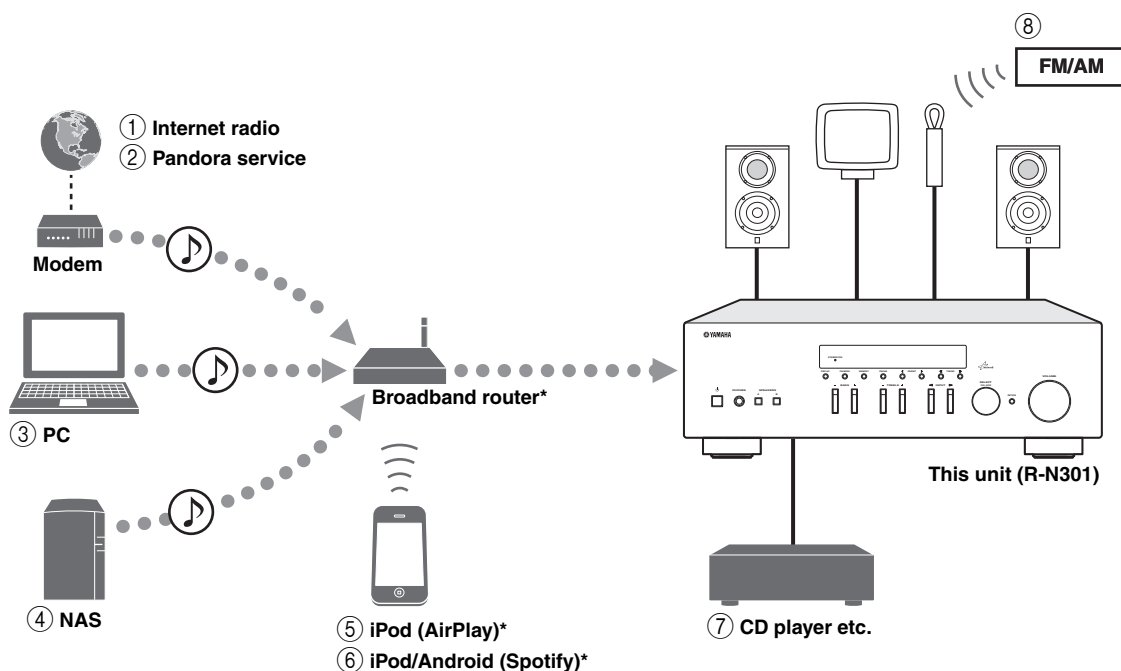 ⑧
FM/AM
① Internet radio
② Pandora service
Modem
YAMAHA
VOLUME
Broadband router*
③ PC
This unit (R-N301)
④ NAS
⑤ iPod (AirPlay)*
⑥ iPod/Android (Spotify)*
⑦ CD player etc.